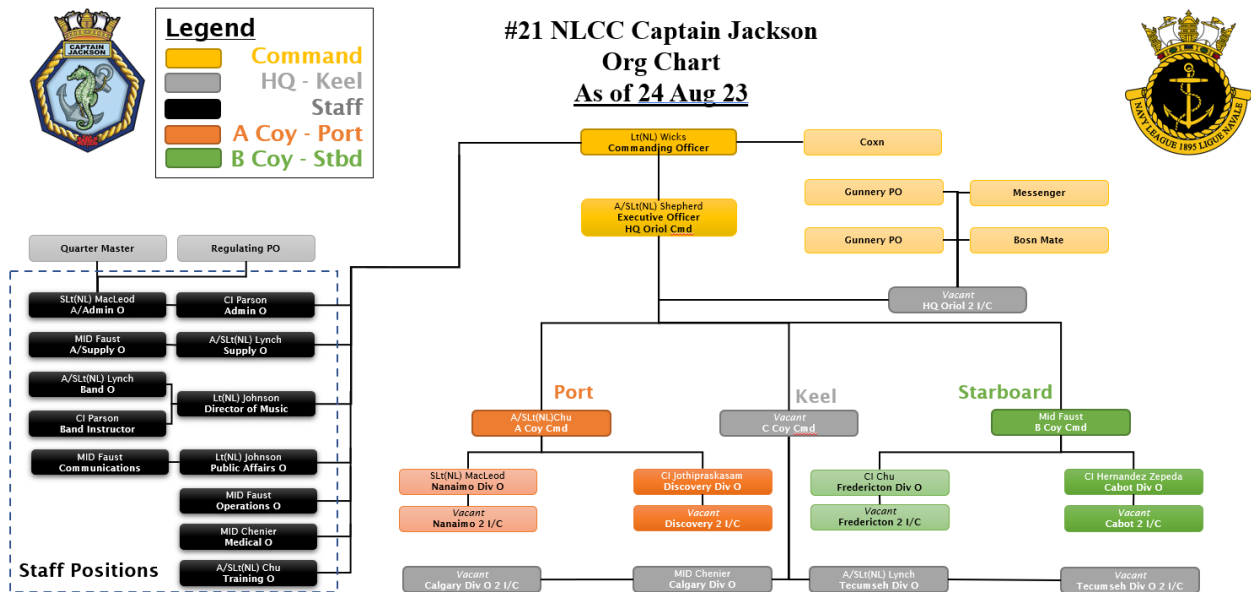 CAPTAIN
JACKSON
Legend
Command
HQ - Keel
Staff
A Coy - Port
B Coy - Stbd
#21 NLCC Captain Jackson
Org Chart
As of 24 Aug 23
NAVY LEAGUE 1895 LIGUE NAVALE
Lt(NL) Wicks
Commanding Officer
Coxn
A/SLt(NL) Shepherd
Executive Officer
HQ Oriol Cmd
Gunnery PO
Messenger
Gunnery PO
Bosn Mate
Vacant
HQ Oriol 2 I/C
Quarter Master
Regulating PO
SLt(NL) MacLeod
A/Admin O
CI Parson
Admin O
MID Faust
A/Supply O
A/SLt(NL) Lynch
Supply O
A/SLt(NL) Lynch
Band O
CI Parson
Band Instructor
Lt(NL) Johnson
Director of Music
MID Faust
Communications
Lt(NL) Johnson
Public Affairs O
MID Faust
Operations O
MID Chenier
Medical O
A/SLt(NL) Chu
Training O
Staff Positions
Port
Keel
Starboard
A/SLt(NL)Chu
A Coy Cmd
Vacant
C Coy Cmd
Mid Faust
B Coy Cmd
SLt(NL) MacLeod
Nanaimo Div O
CI Jothipraskasam
Discovery Div O
CI Chu
Fredericton Div O
CI Hernandez Zepeda
Cabot Div O
Vacant
Nanaimo 2 I/C
Vacant
Discovery 2 I/C
Vacant
Fredericton 2 I/C
Vacant
Cabot 2 I/C
Vacant
Calgary Div O 2 I/C
MID Chenier
Calgary Div O
A/SLt(NL) Lynch
Tecumseh Div O
Vacant
Tecumseh Div O 2 I/C